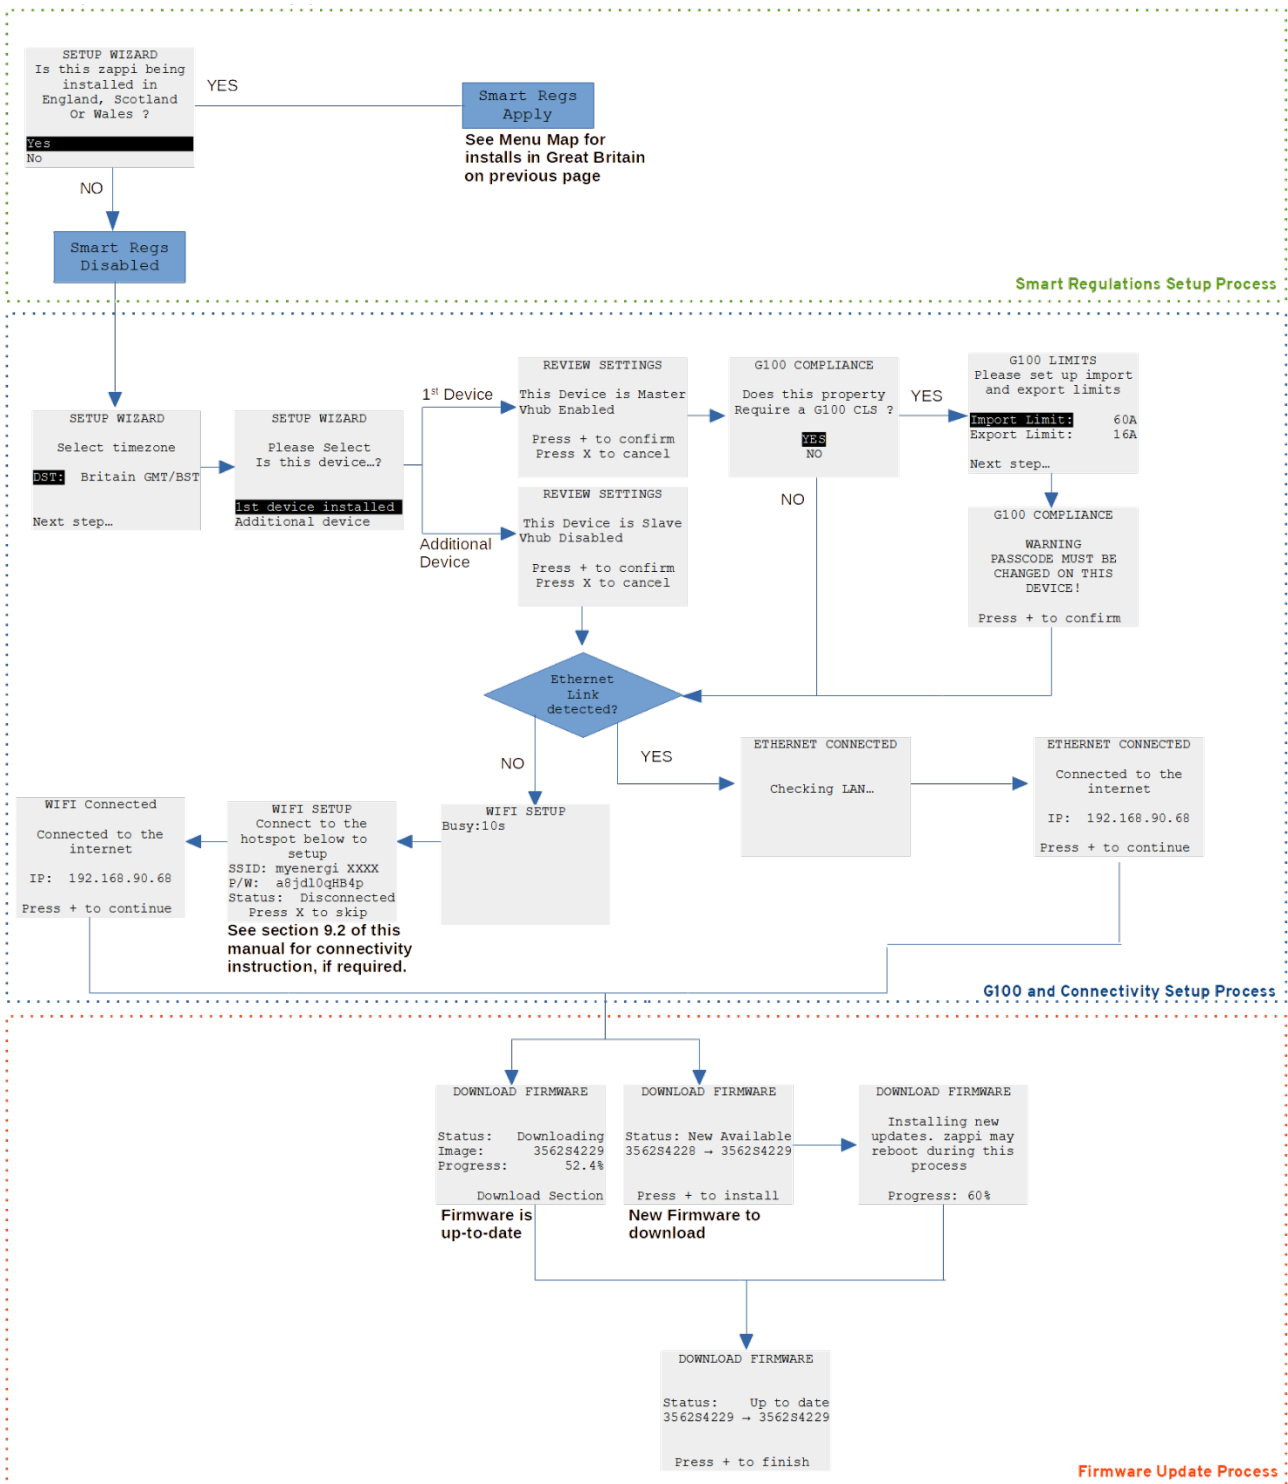 SETUP WIZARD
Is this zappi being
installed in
England, Scotland
Or Wales ?
Yes
No
YES
Smart Regs
Apply
See Menu Map for
installs in Great Britain
on previous page
NO
Smart Regs
Disabled
Smart Regulations Setup Process
SETUP WIZARD
Select timezone
DST: Britain GMT/BST
Next step…
SETUP WIZARD
Please Select
Is this device…?
1st device installed
Additional device
1st Device
REVIEW SETTINGS
This Device is Master
Vhub Enabled
Press + to confirm
Press X to cancel
Additional
Device
REVIEW SETTINGS
This Device is Slave
Vhub Disabled
Press + to confirm
Press X to cancel
G100 COMPLIANCE
Does this property
Require a G100 CLS ?
YES
NO
YES
NO
G100 LIMITS
Please set up import
and export limits
Import Limit: 60A
Export Limit: 16A
Next step…
G100 COMPLIANCE
WARNING
PASSCODE MUST BE
CHANGED ON THIS
DEVICE!
Press + to confirm
Ethernet
Link
detected?
NO
YES
ETHERNET CONNECTED
Checking LAN…
ETHERNET CONNECTED
Connected to the
internet
IP: 192.168.90.68
Press + to continue
WIFI SETUP
Busy:10s
WIFI SETUP
Connect to the
hotspot below to
setup
SSID: myenergi XXXX
P/W: a8jdl0qHB4p
Status: Disconnected
Press X to skip
See section 9.2 of this
manual for connectivity
instruction, if required.
WIFI Connected
Connected to the
internet
IP: 192.168.90.68
Press + to continue
G100 and Connectivity Setup Process
DOWNLOAD FIRMWARE
Status: Downloading
Image: 3562S4229
Progress: 52.4%
Download Section
Firmware is
up-to-date
DOWNLOAD FIRMWARE
Status: New Available
3562S4228 → 3562S4229
Press + to install
New Firmware to
download
DOWNLOAD FIRMWARE
Installing new
updates. zappi may
reboot during this
process
Progress: 60%
DOWNLOAD FIRMWARE
Status: Up to date
3562S4229 → 3562S4229
Press + to finish
Firmware Update Process